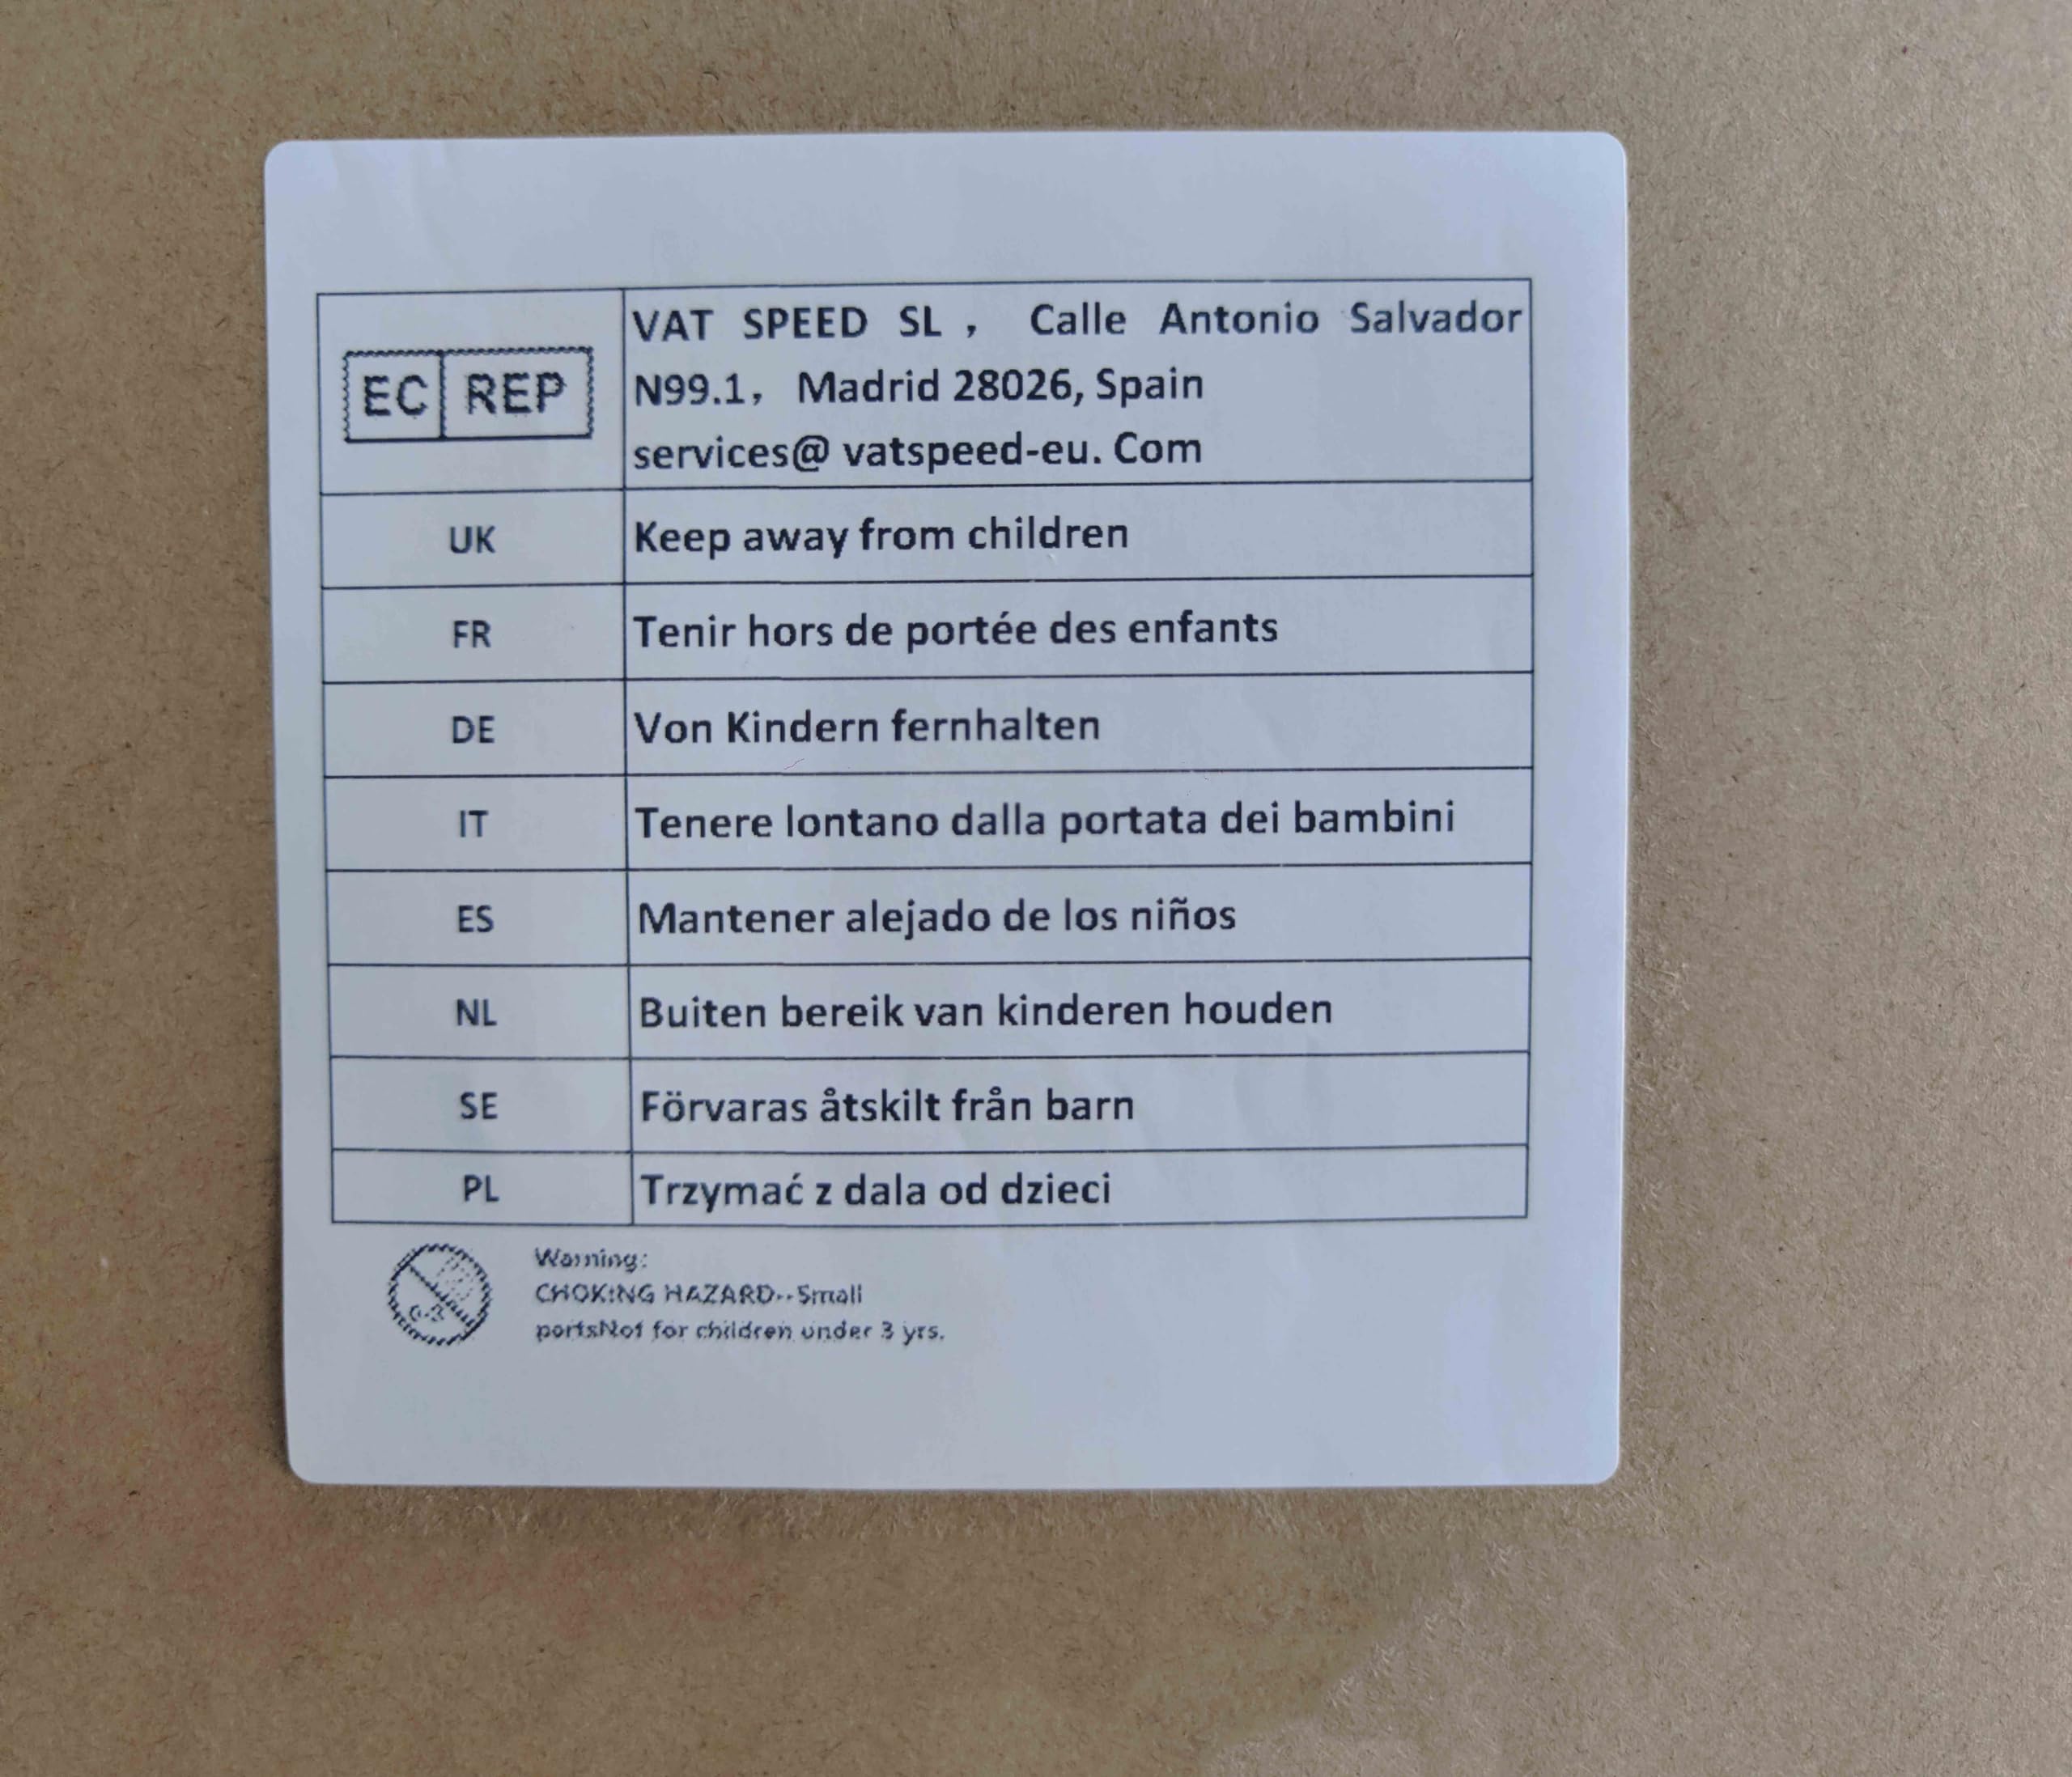 EC REP
VAT SPEED SL， Calle Antonio Salvador
N99.1， Madrid 28026, Spain
services@ vatspeed-eu. Com
UK Keep away from children
FR Tenir hors de portée des enfants
DE Von Kindern fernhalten
IT Tenere lontano dalla portata dei bambini
ES Mantener alejado de los niños
NL Buiten bereik van kinderen houden
SE Förvaras åtskilt från barn
PL Trzymać z dala od dzieci
0-3
Warning:
CHOKING HAZARD--Small
partsNot for children under 3 yrs.